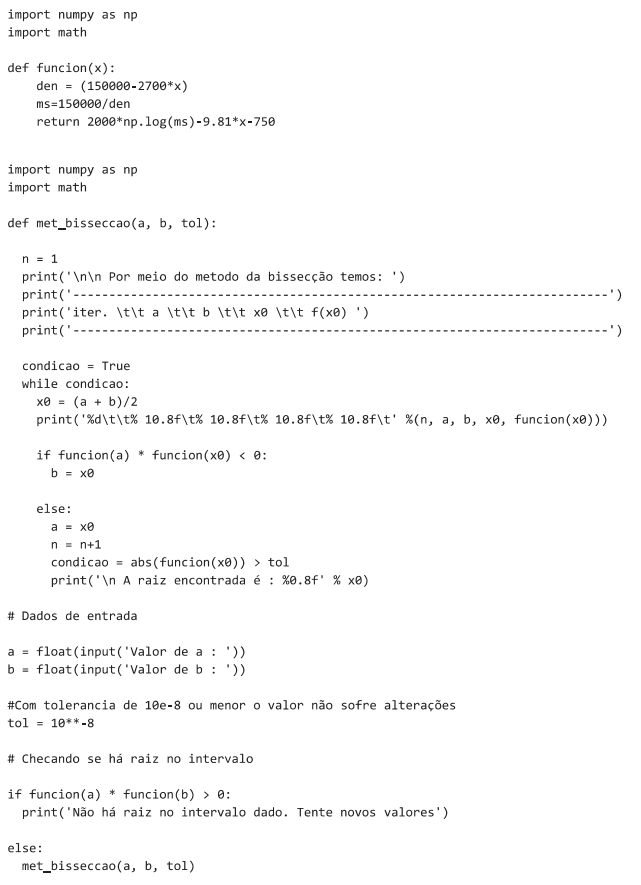 import numpy as np
import math

def funcion(x):
    den = (150000-2700*x)
    ms=150000/den
    return 2000*np.log(ms)-9.81*x-750

import numpy as np
import math

def met_bisseccao(a, b, tol):

  n = 1
  print('\n\n Por meio do metodo da bissecção temos: ')
  print('--------------------------------------------------------------------------')
  print('iter. \t\t a \t\t b \t\t x0 \t\t f(x0) ')
  print('--------------------------------------------------------------------------')

  condicao = True
  while condicao:
    x0 = (a + b)/2
    print('%d\t\t% 10.8f\t% 10.8f\t% 10.8f\t% 10.8f\t' %(n, a, b, x0, funcion(x0)))

    if funcion(a) * funcion(x0) < 0:
      b = x0

    else:
      a = x0
      n = n+1
      condicao = abs(funcion(x0)) > tol
      print('\n A raiz encontrada é : %0.8f' % x0)

# Dados de entrada

a = float(input('Valor de a : '))
b = float(input('Valor de b : '))

#Com tolerancia de 10e-8 ou menor o valor não sofre alterações
tol = 10**-8

# Checando se há raiz no intervalo

if funcion(a) * funcion(b) > 0:
  print('Não há raiz no intervalo dado. Tente novos valores')

else:
  met_bisseccao(a, b, tol)